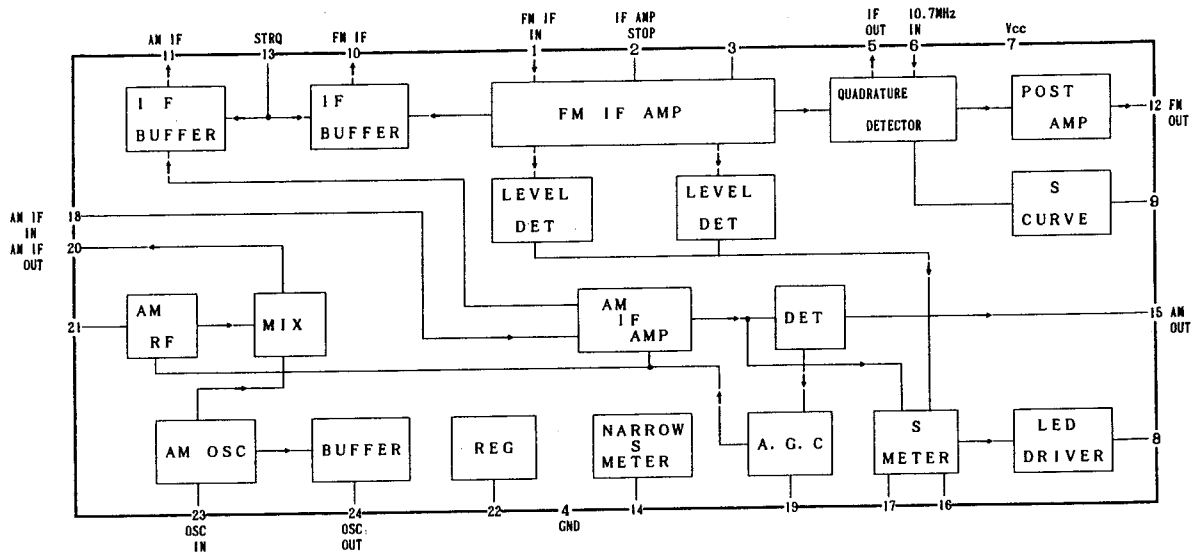 AM IF
11
STRQ
13
FM IF
10
FM IF
IN
1
IF AMP
STOP
2
3
IF
OUT
5
10.7MHz
IN
6
Vcc
7
IF
BUFFER
IF
BUFFER
FM IF AMP
QUADRATURE
DETECTOR
POST
AMP
12 FM
OUT
LEVEL
DET
LEVEL
DET
S
CURVE
9
AM IF
IN
18
AM IF
OUT
20
21
AM
RF
MIX
AM
IF
AMP
DET
15 AM
OUT
AM OSC
BUFFER
REG
NARROW
S
METER
A.G.C
S
METER
LED
DRIVER
8
23
OSC
IN
24
OSC
OUT
22
4
GND
14
19
17
16